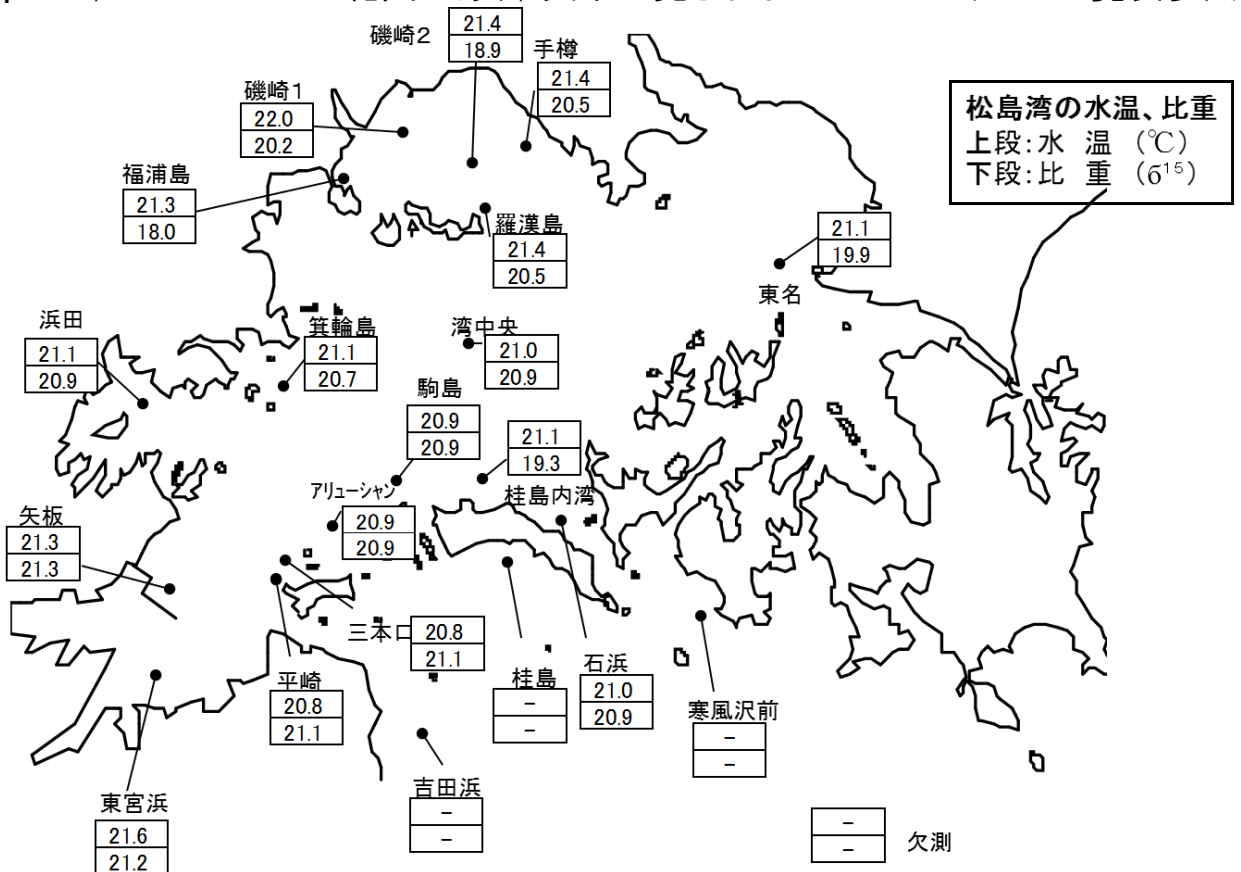 磯崎2
21.4
18.9
手樽
21.4
20.5
磯崎1
22.0
20.2
松島湾の水温、比重
上段:水 温 (℃)
下段:比 重 (б¹⁵)
福浦島
21.3
18.0
羅漢島
21.4
20.5
21.1
19.9
東名
浜田
21.1
20.9
箕輪島
21.1
20.7
湾中央
21.0
20.9
駒島
20.9
20.9
21.1
19.3
桂島内湾
アリューシャン
20.9
20.9
矢板
21.3
21.3
三本口
20.8
21.1
平崎
20.8
21.1
桂島
-
-
石浜
21.0
20.9
寒風沢前
-
-
吉田浜
-
-
東宮浜
21.6
21.2
-
-
欠測